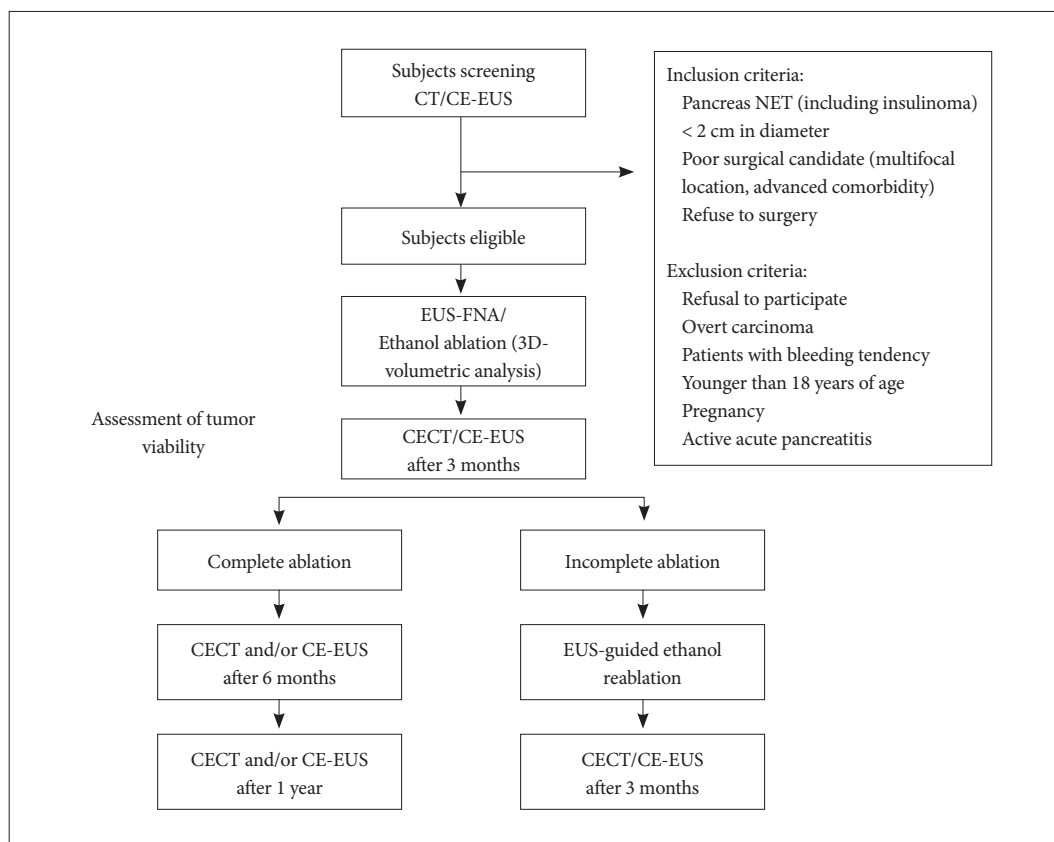 Subjects screening
CT/CE-EUS
Inclusion criteria:
Pancreas NET (including insulinoma)
< 2 cm in diameter
Poor surgical candidate (multifocal
location, advanced comorbidity)
Refuse to surgery
Exclusion criteria:
Refusal to participate
Overt carcinoma
Patients with bleeding tendency
Younger than 18 years of age
Pregnancy
Active acute pancreatitis
Subjects eligible
EUS-FNA/
Ethanol ablation (3D-
volumetric analysis)
Assessment of tumor
viability
CECT/CE-EUS
after 3 months
Complete ablation
Incomplete ablation
CECT and/or CE-EUS
after 6 months
EUS-guided ethanol
reablation
CECT and/or CE-EUS
after 1 year
CECT/CE-EUS
after 3 months